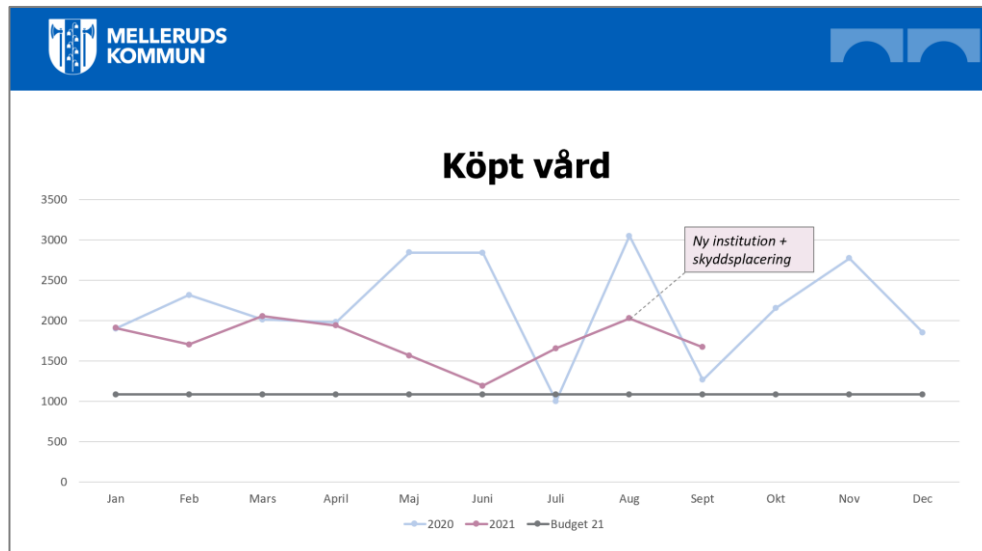 MELLERUDS
KOMMUN
Köpt vård
3500
3000
2500
2000
1500
1000
500
0
Ny institution +
skyddsplacering
Jan Feb Mars April Maj Juni Juli Aug Sept Okt Nov Dec
2020 2021 Budget 21